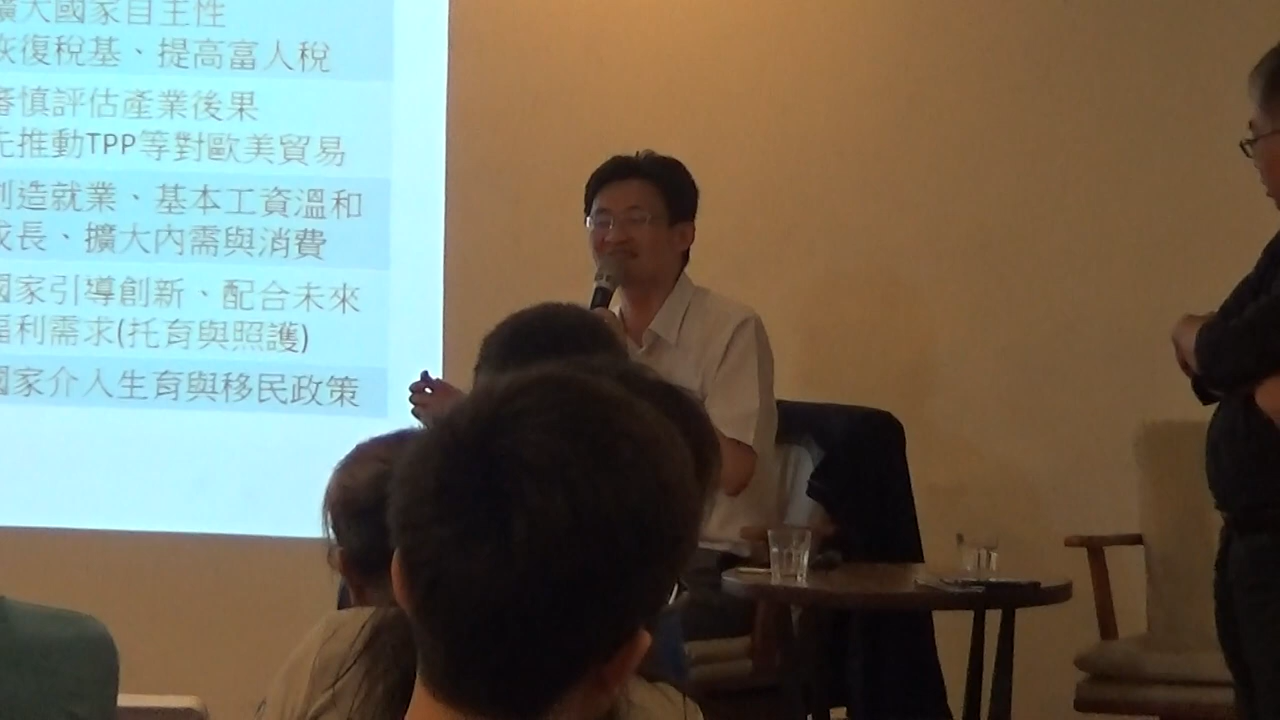 擴大國家自主性
恢復稅基、提高富人稅
審慎評估產業後果
先推動TPP等對歐美貿易
創造就業、基本工資溫和
成長、擴大內需與消費
國家引導創新、配合未來
福利需求(托育與照護)
國家介入生育與移民政策